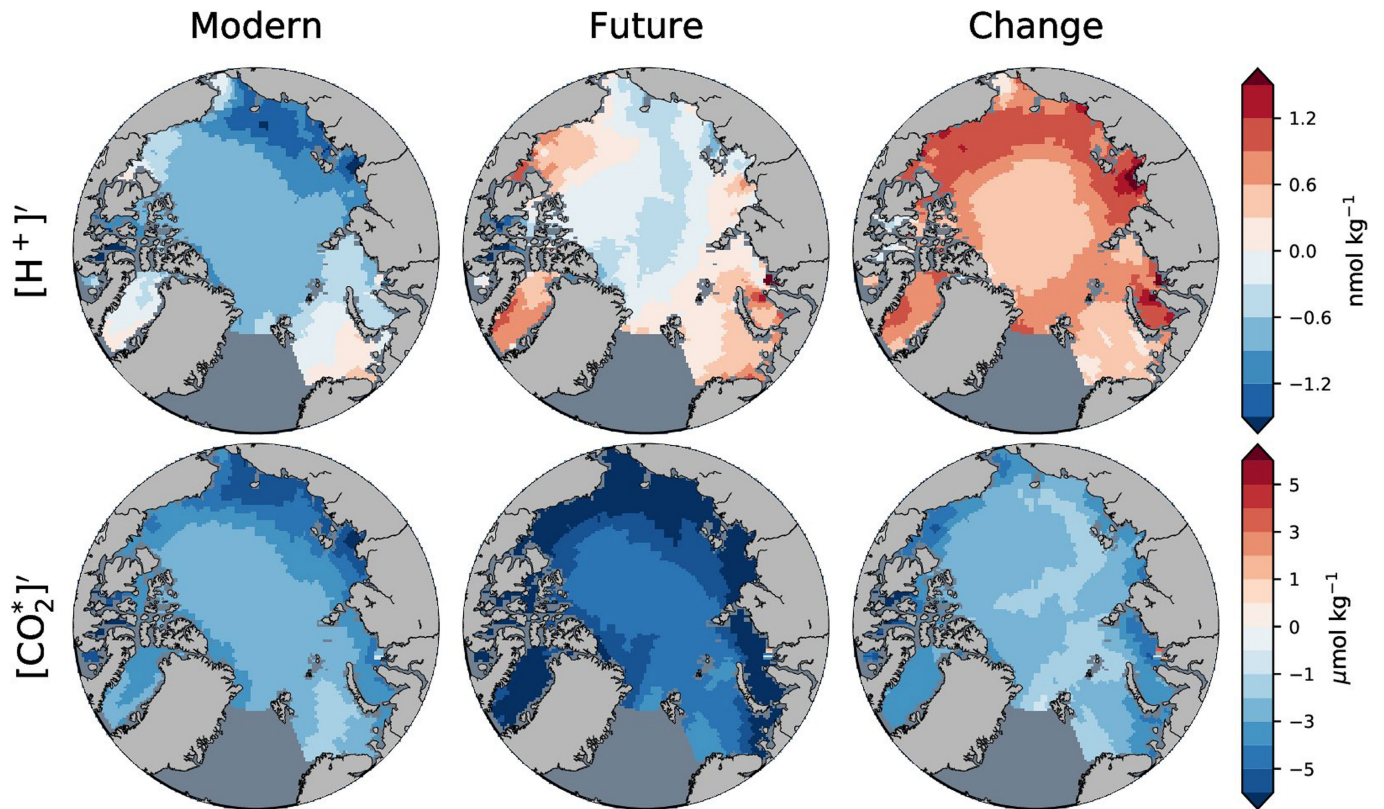 Modern Future Change
[H⁺]′
1.2
0.6
0.0
−0.6
−1.2
nmol kg⁻¹
[CO₂*]′
5
3
1
0
−1
−3
−5
μmol kg⁻¹